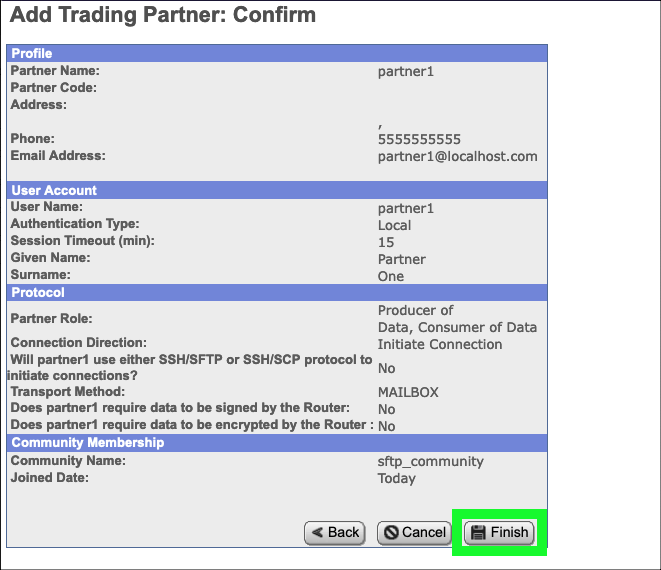 Add Trading Partner: Confirm
Profile
Partner Name: partner1
Partner Code:
Address:
,
Phone: 5555555555
Email Address: partner1@localhost.com
User Account
User Name: partner1
Authentication Type: Local
Session Timeout (min): 15
Given Name: Partner
Surname: One
Protocol
Partner Role: Producer of
Data, Consumer of Data
Connection Direction: Initiate Connection
Will partner1 use either SSH/SFTP or SSH/SCP protocol to
initiate connections? No
Transport Method: MAILBOX
Does partner1 require data to be signed by the Router: No
Does partner1 require data to be encrypted by the Router : No
Community Membership
Community Name: sftp_community
Joined Date: Today
Back Cancel Finish